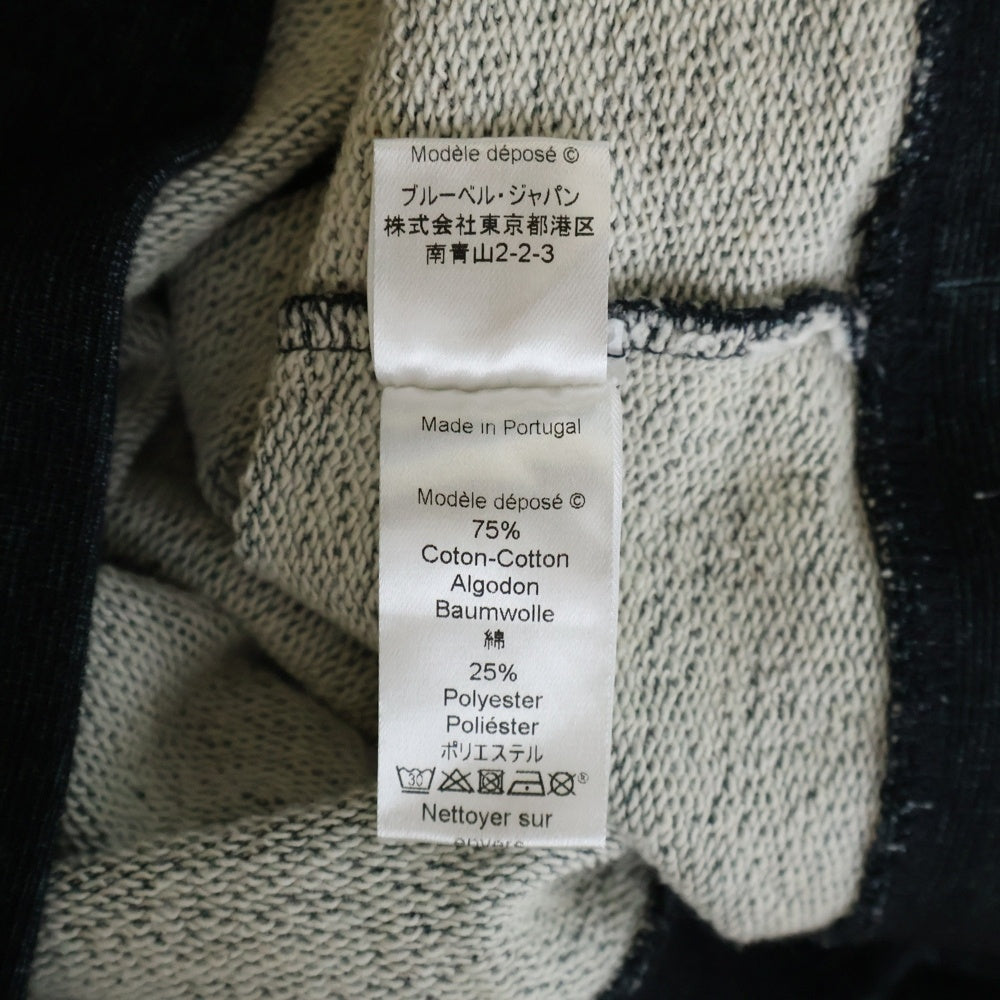 Modèle déposé ©
ブルーベル・ジャパン
株式会社東京都港区
南青山2-2-3
Made in Portugal
Modèle déposé ©
75%
Coton-Cotton
Algodon
Baumwolle
綿
25%
Polyester
Poliéster
ポリエステル
30
Nettoyer sur